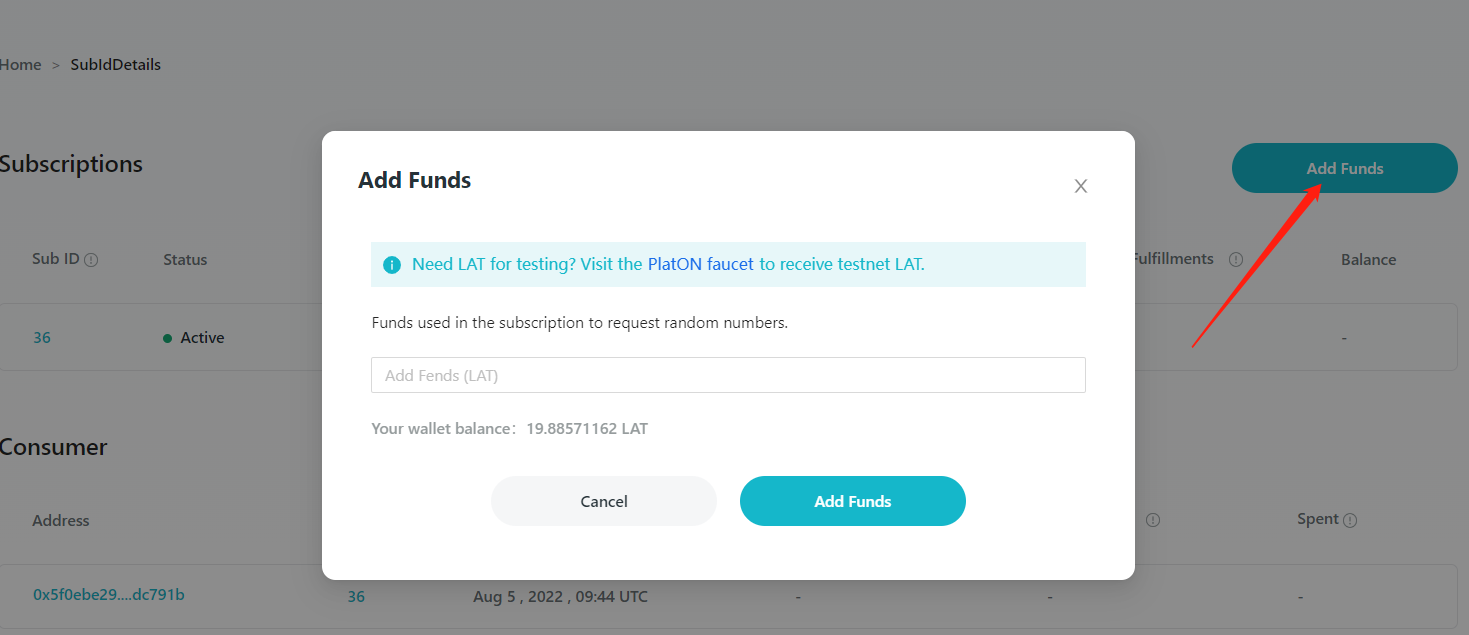 Home > SubIdDetails
Subscriptions
Add Funds
Sub ID Status Fulfillments Balance
36 Active -
Add Funds
X
Need LAT for testing? Visit the PlatON faucet to receive testnet LAT.
Funds used in the subscription to request random numbers.
Add Fends (LAT)
Your wallet balance: 19.88571162 LAT
Cancel Add Funds
Consumer
Address Spent
0x5f0ebe29....dc791b 36 Aug 5 , 2022 , 09:44 UTC - - -